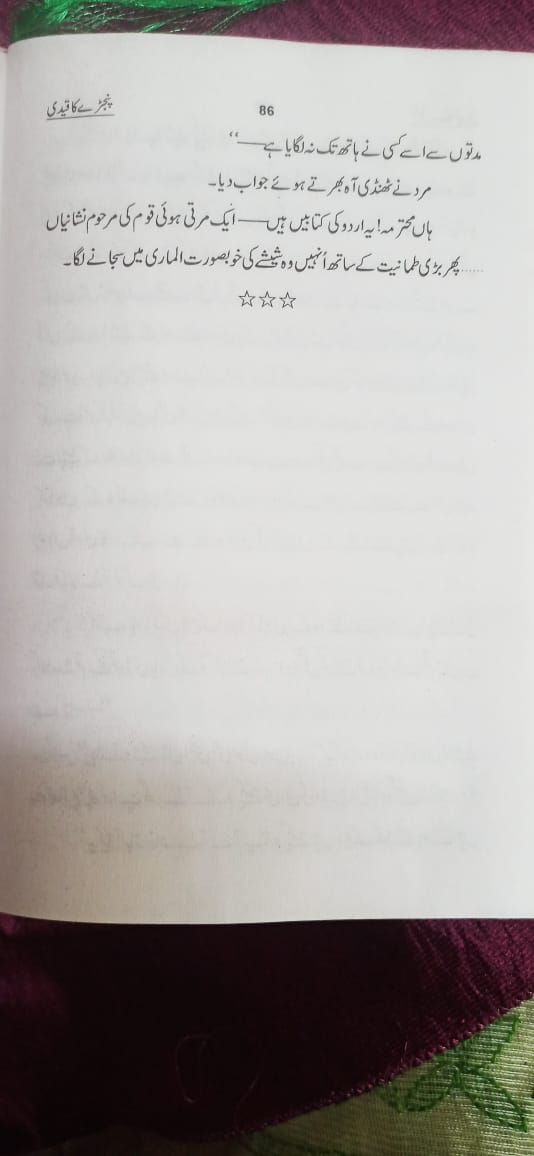 پنجڑے کا قیدی
86
مدتوں سے اسے کسی نے ہاتھ تک نہ لگایا ہے——‘‘
مرد نے ٹھنڈی آہ بھرتے ہوئے جواب دیا۔
ہاں محترمہ! یہ اردو کی کتابیں ہیں——ایک مرتی ہوئی قوم کی مرحوم نشانیاں
......پھر بڑی طمانیت کے ساتھ اُنہیں وہ شیشے کی خوبصورت الماری میں سجانے لگا۔
☆☆☆